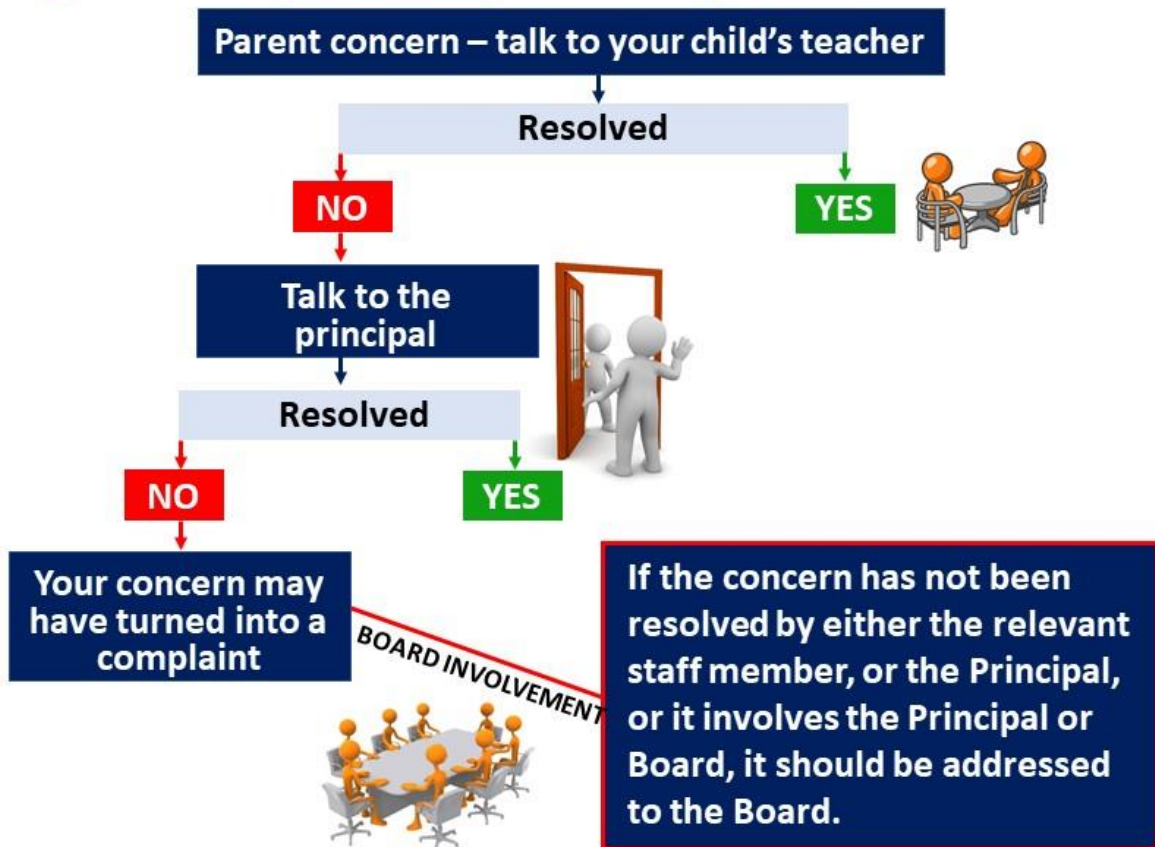 Parent concern – talk to your child's teacher
Resolved
NO
YES
Talk to the
principal
Resolved
NO
YES
Your concern may
have turned into a
complaint
BOARD INVOLVEMENT
If the concern has not been
resolved by either the relevant
staff member, or the Principal,
or it involves the Principal or
Board, it should be addressed
to the Board.